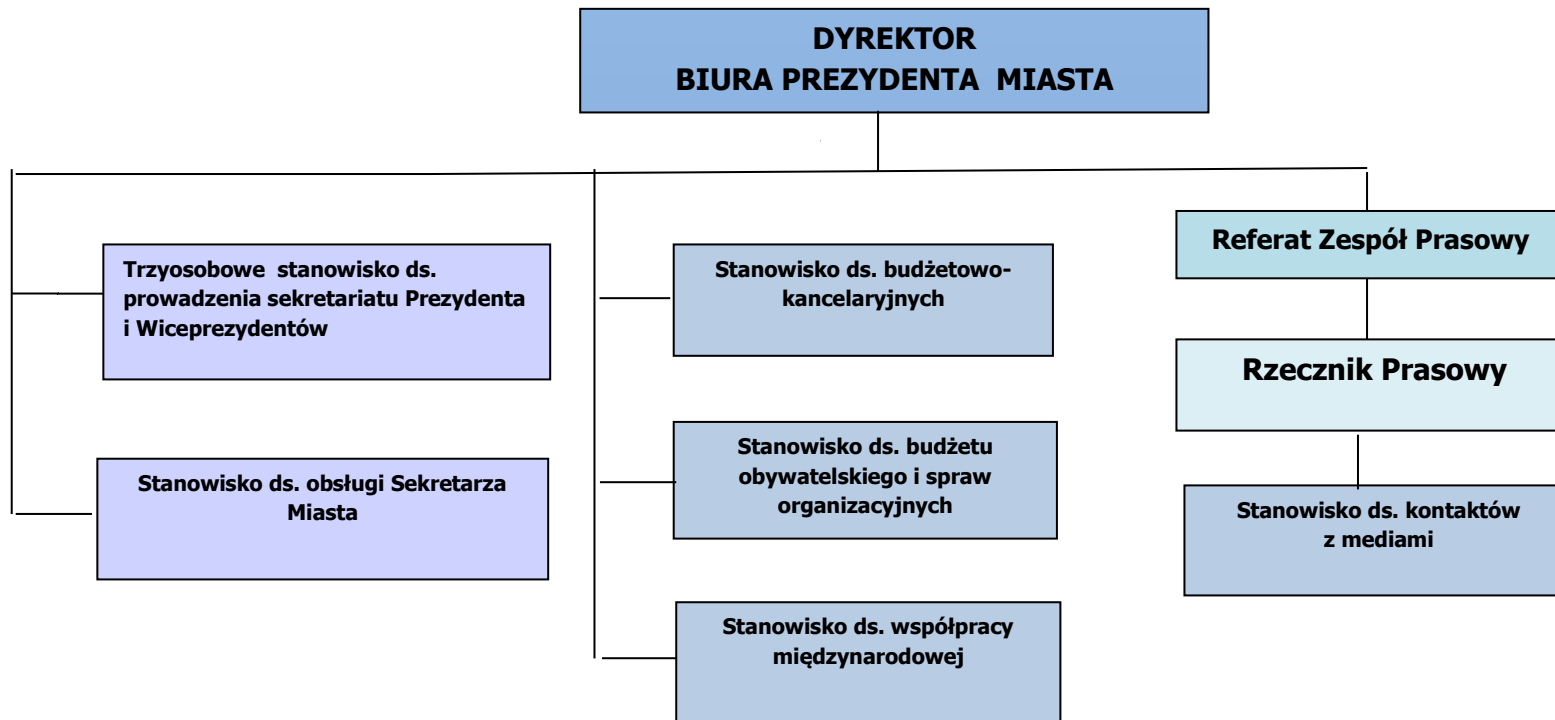 DYREKTOR
BIURA PREZYDENTA  MIASTA
Trzyosobowe  stanowisko ds.
prowadzenia sekretariatu Prezydenta
i Wiceprezydentów
Stanowisko ds. obsługi Sekretarza
Miasta
Stanowisko ds. budżetowo-
kancelaryjnych
Stanowisko ds. budżetu
obywatelskiego i spraw
organizacyjnych
Stanowisko ds. współpracy
międzynarodowej
Referat Zespół Prasowy
Rzecznik Prasowy
Stanowisko ds. kontaktów
z mediami